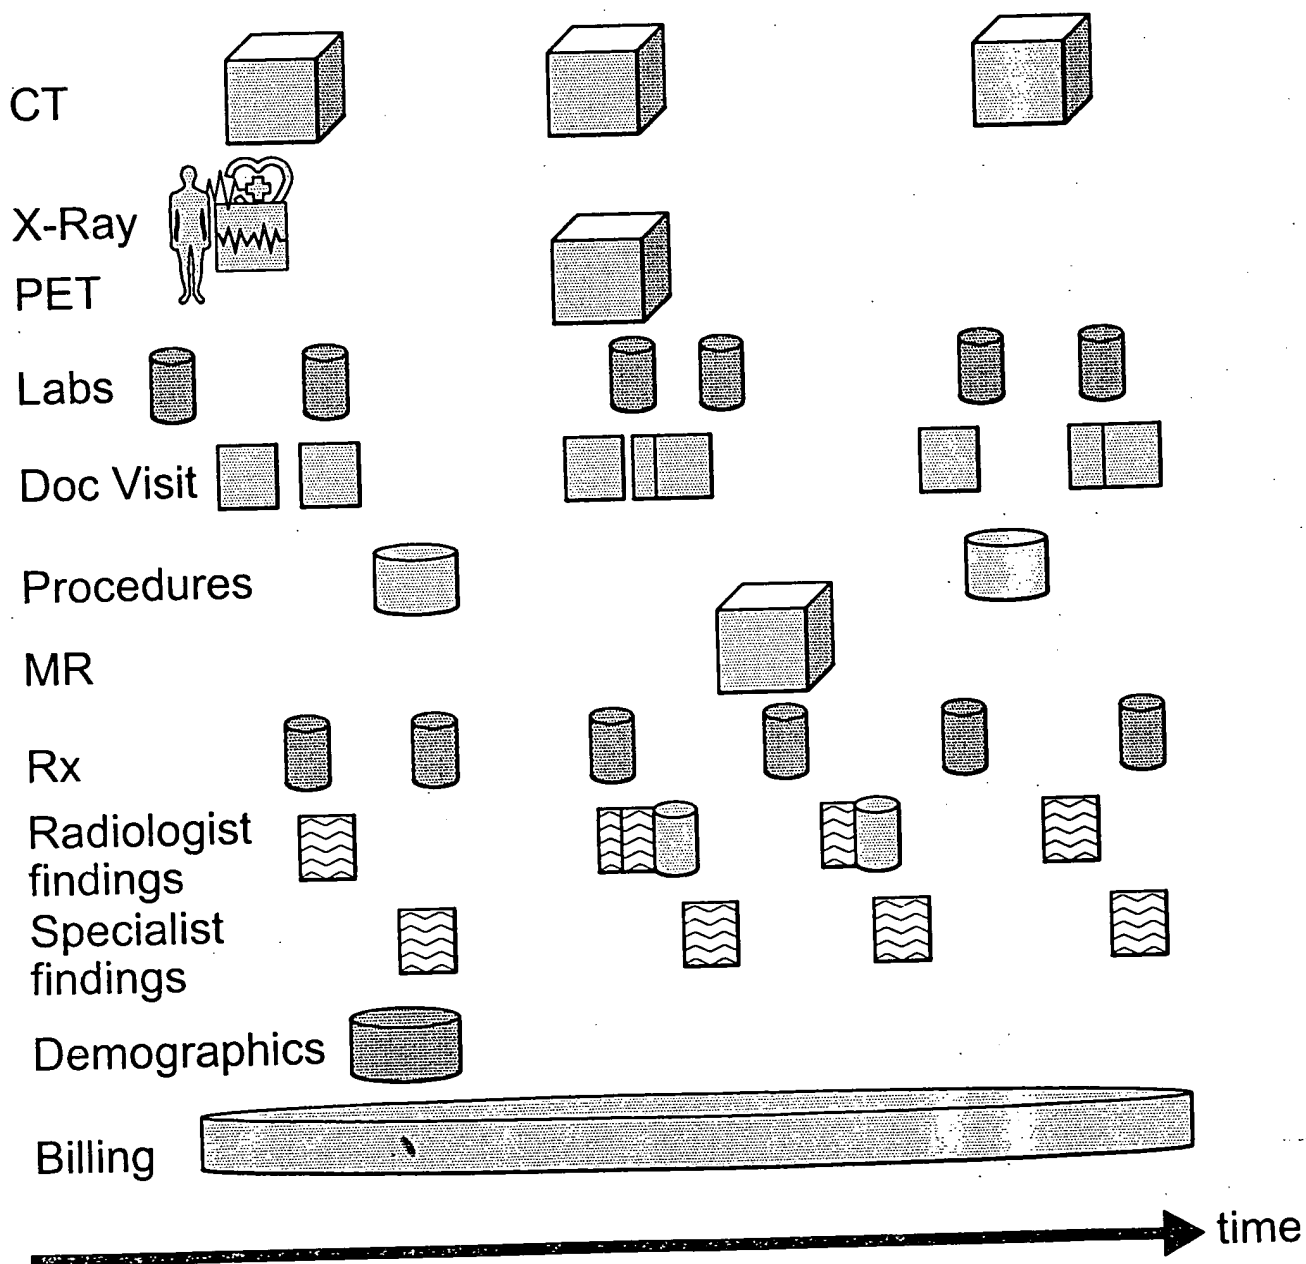 CT
X-Ray
PET
Labs
Doc Visit
Procedures
MR
Rx
Radiologist
findings
Specialist
findings
Demographics
Billing
time